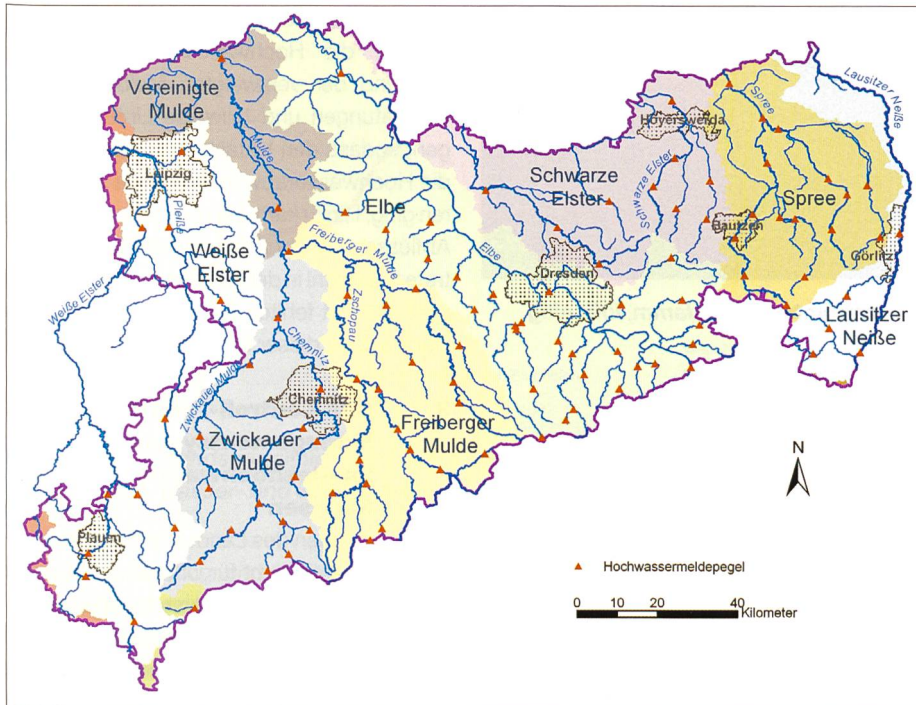 Vereinigte
Mulde
Mulde
Leipzig
Pleiße
Weiße
Elster
Weiße Elster
Elbe
Freiberger Mulde
Elbe
Zschopau
Chemnitz
Zwickauer Mulde
Chemnitz
Zwickauer
Mulde
Freiberger
Mulde
Plauen
Schwarze
Elster
Schwarze Elster
Hoyerswerda
Dresden
Bautzen
Spree
Spree
Lausitzer
Neiße
Görlitz
Lausitzer
Neiße
N
Hochwassermeldepegel
0 10 20 40
Kilometer